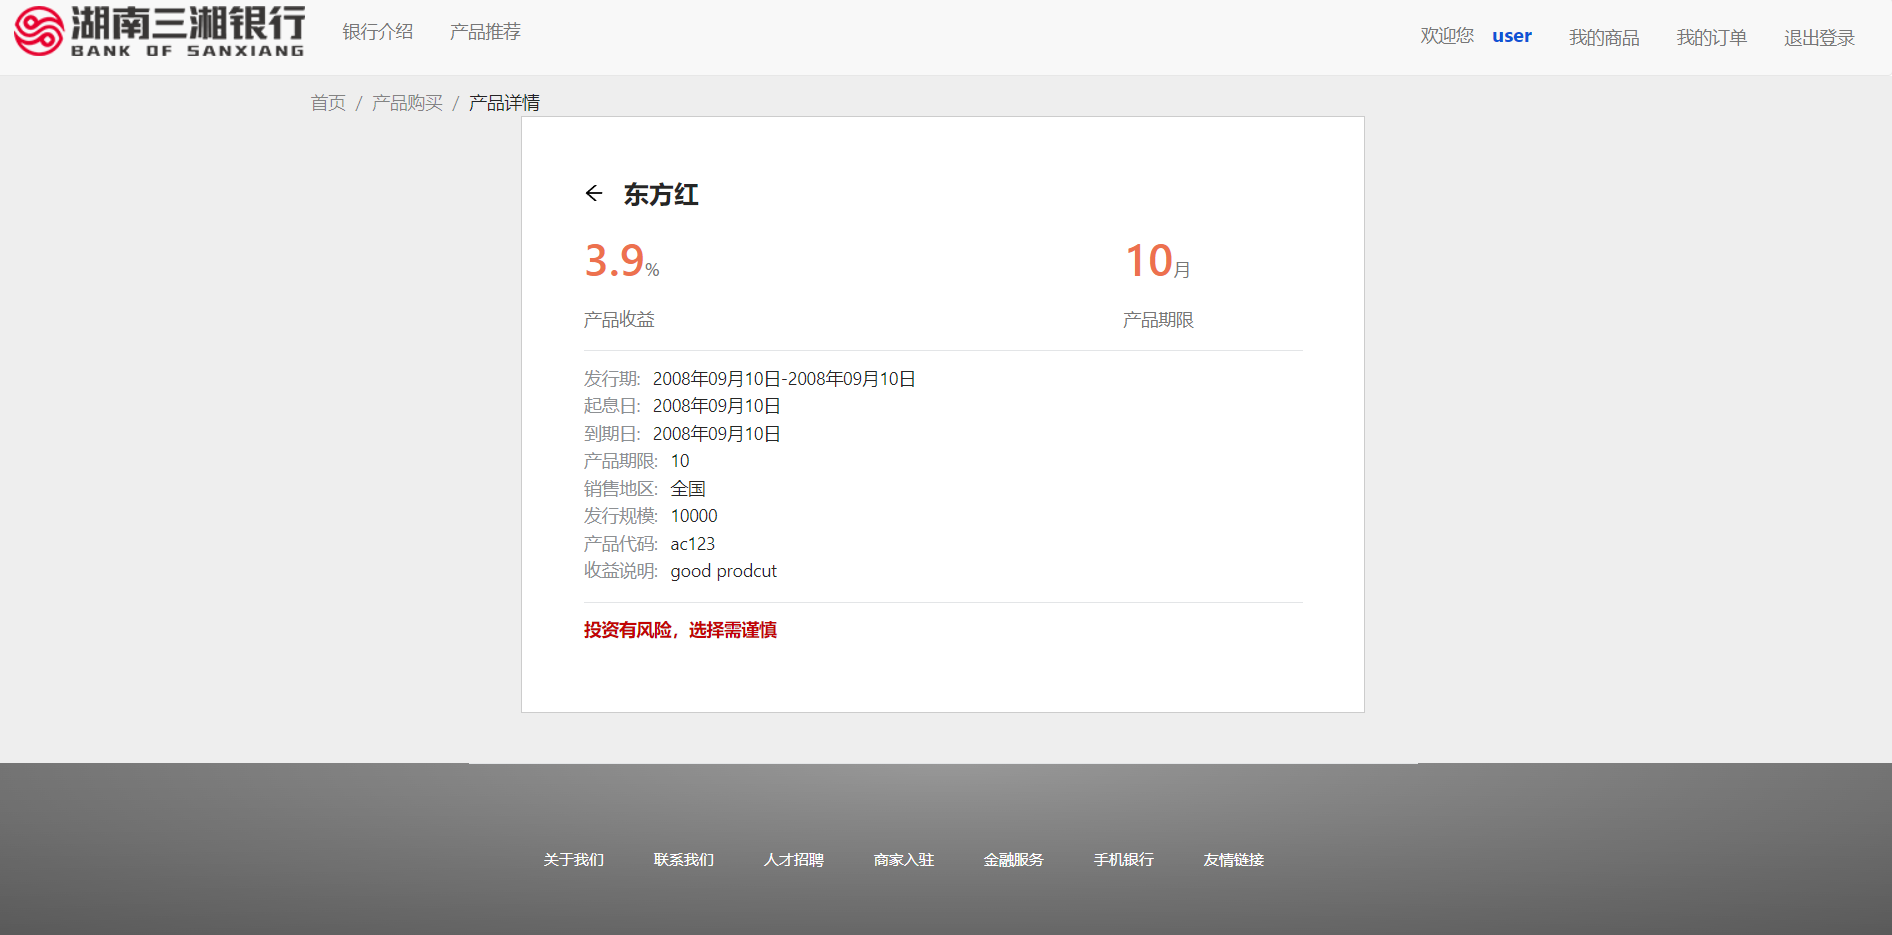 湖南三湘银行
BANK OF SANXIANG
银行介绍 产品推荐
欢迎您 user 我的商品 我的订单 退出登录
首页 / 产品购买 / 产品详情
东方红
3.9% 10月
产品收益 产品期限
发行期: 2008年09月10日-2008年09月10日
起息日: 2008年09月10日
到期日: 2008年09月10日
产品期限: 10
销售地区: 全国
发行规模: 10000
产品代码: ac123
收益说明: good prodcut
投资有风险，选择需谨慎
关于我们 联系我们 人才招聘 商家入驻 金融服务 手机银行 友情链接